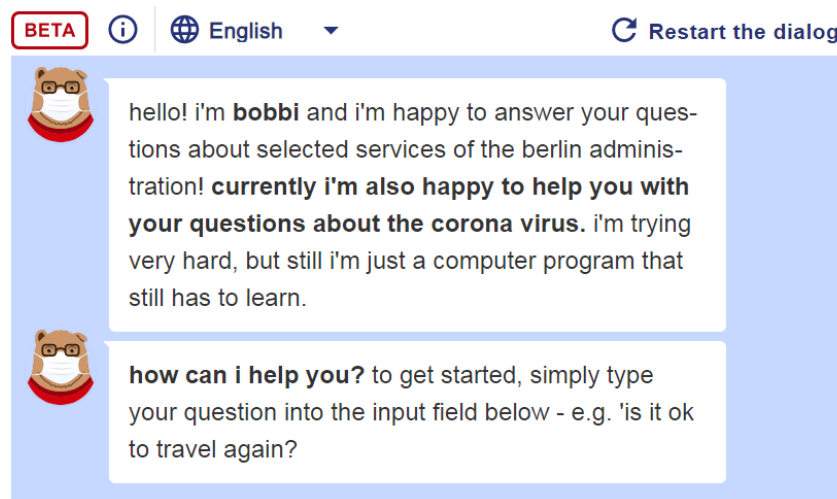 BETA i English Restart the dialog
hello! i'm bobbi and i'm happy to answer your ques-
tions about selected services of the berlin adminis-
tration! currently i'm also happy to help you with
your questions about the corona virus. i'm trying
very hard, but still i'm just a computer program that
still has to learn.
how can i help you? to get started, simply type
your question into the input field below - e.g. 'is it ok
to travel again?